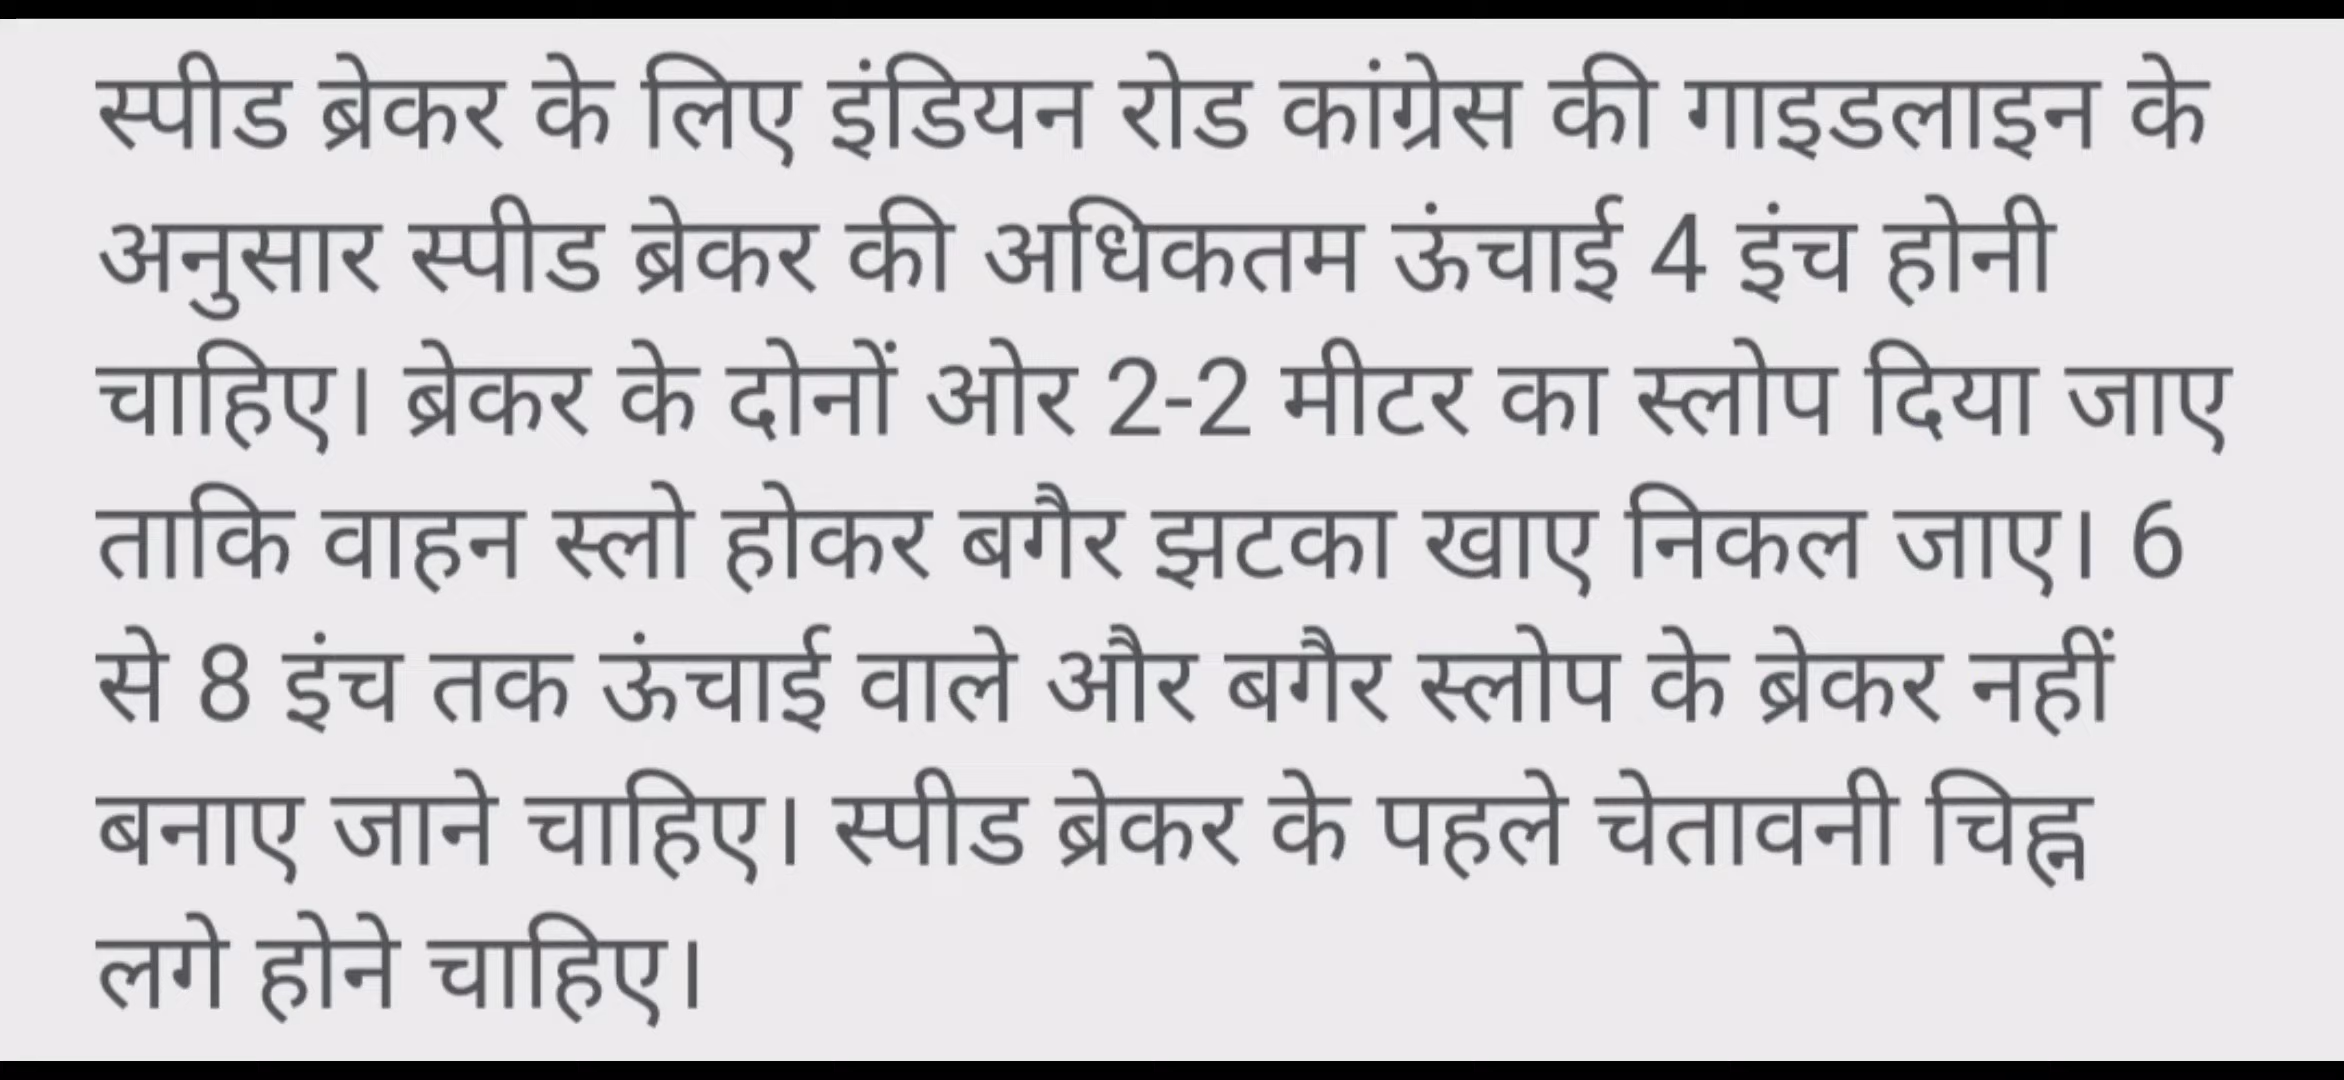 स्पीड ब्रेकर के लिए इंडियन रोड कांग्रेस की गाइडलाइन के
अनुसार स्पीड ब्रेकर की अधिकतम ऊंचाई 4 इंच होनी
चाहिए। ब्रेकर के दोनों ओर 2-2 मीटर का स्लोप दिया जाए
ताकि वाहन स्लो होकर बगैर झटका खाए निकल जाए। 6
से 8 इंच तक ऊंचाई वाले और बगैर स्लोप के ब्रेकर नहीं
बनाए जाने चाहिए। स्पीड ब्रेकर के पहले चेतावनी चिह्न
लगे होने चाहिए।